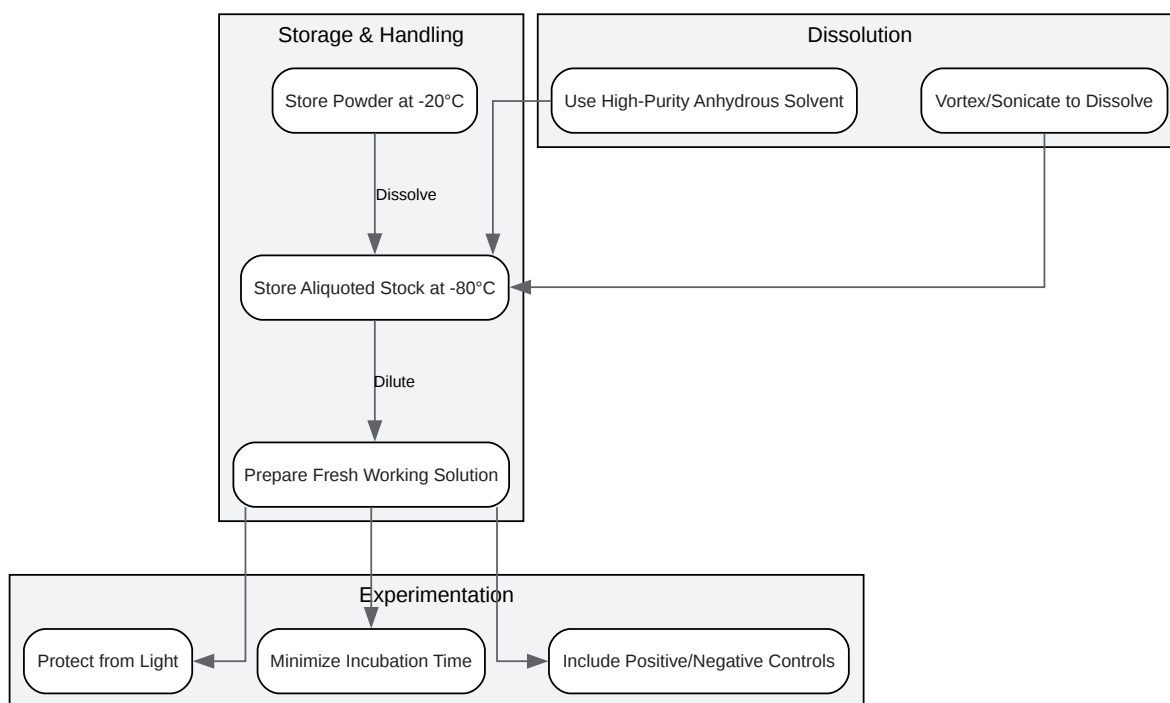 Storage & Handling
Dissolution
Store Powder at -20°C
Use High-Purity Anhydrous Solvent
Vortex/Sonicate to Dissolve
Dissolve
Store Aliquoted Stock at -80°C
Dilute
Prepare Fresh Working Solution
Experimentation
Protect from Light
Minimize Incubation Time
Include Positive/Negative Controls